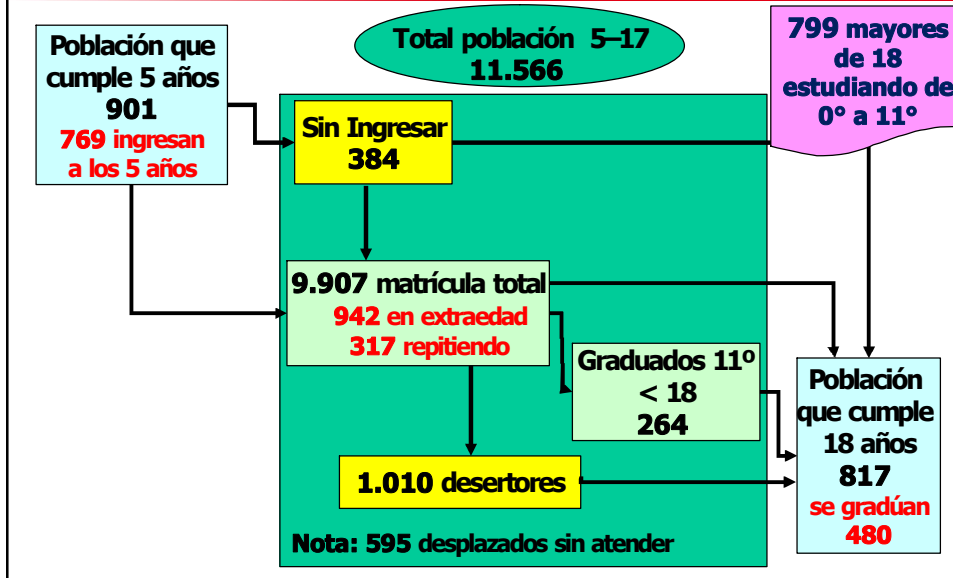 Población que
cumple 5 años
901
769 ingresan
a los 5 años
Total población 5–17
11.566
799 mayores
de 18
estudiando de
0° a 11°
Sin Ingresar
384
9.907 matrícula total
942 en extraedad
317 repitiendo
Graduados 11º
< 18
264
1.010 desertores
Población
que cumple
18 años
817
se gradúan
480
Nota: 595 desplazados sin atender